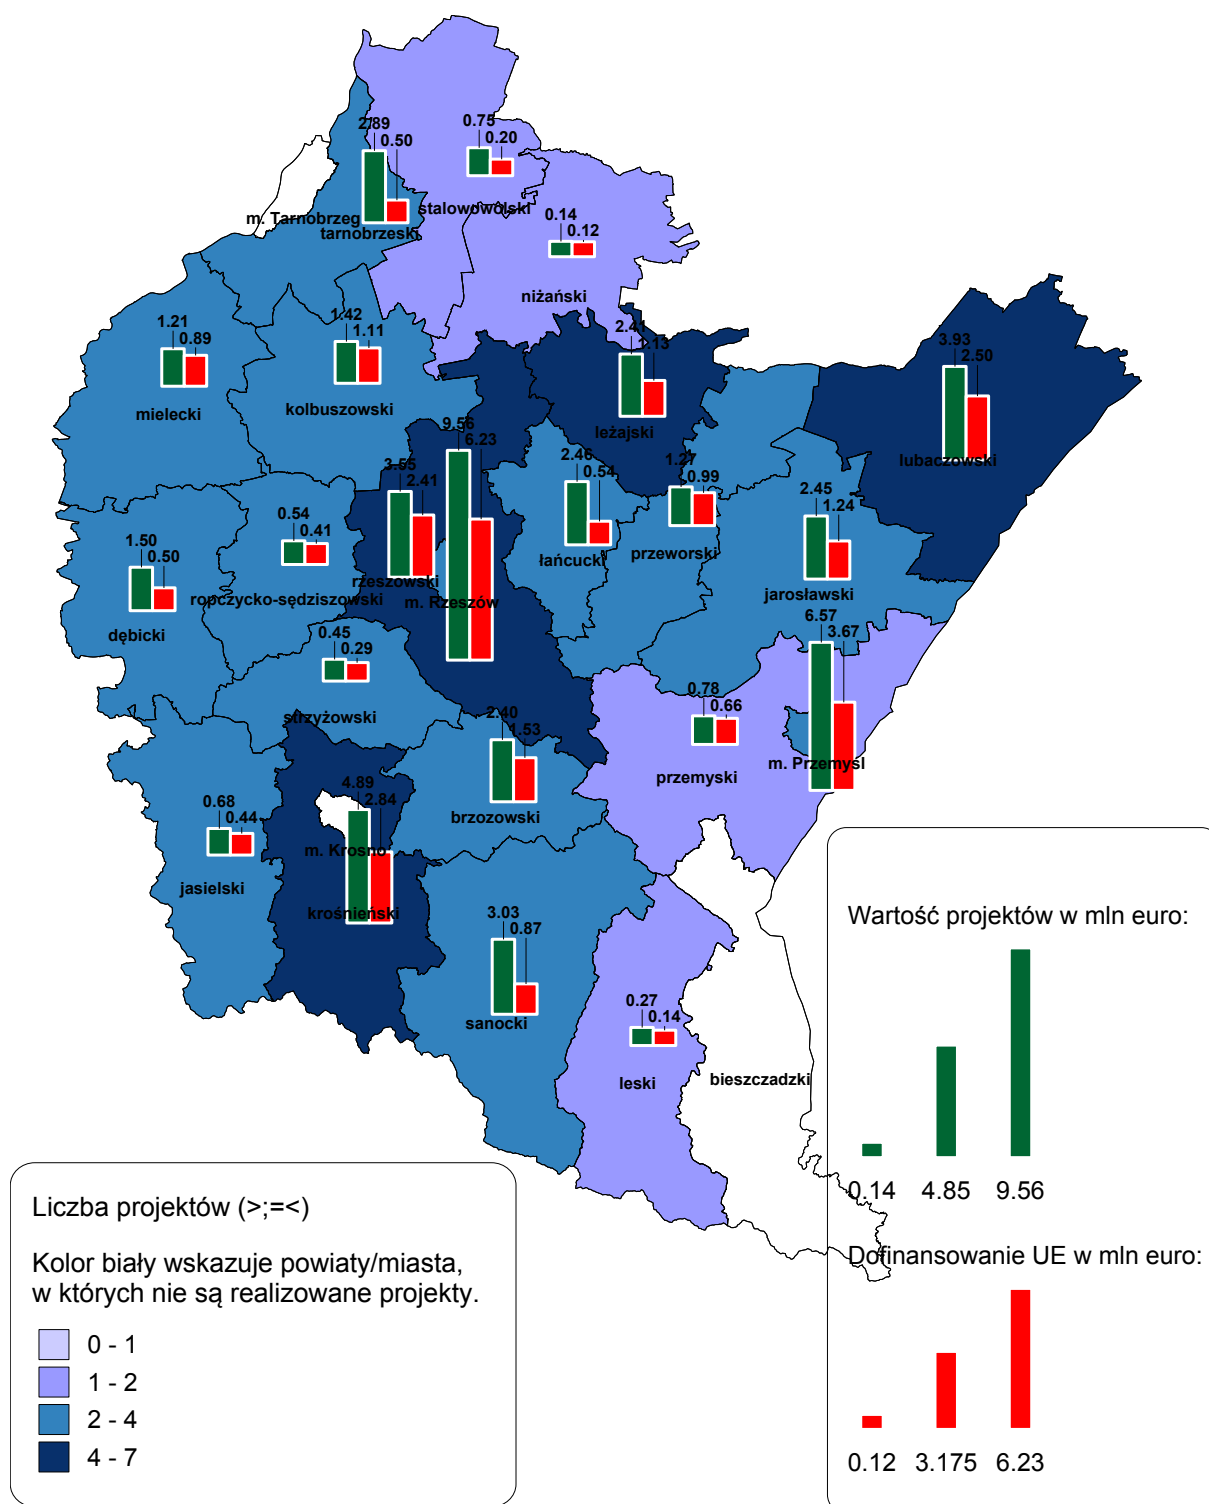 2.89
0.50
0.75
0.20
m. Tarnobrzeg
tarnobrzeski
stalowowolski
0.14
0.12
niżański
1.21
0.89
mielecki
1.42
1.11
kolbuszowski
2.41
1.13
leżajski
3.93
2.50
lubaczowski
9.56
6.23
3.55
2.41
rzeszowski
m. Rzeszów
2.46
0.54
łańcucki
1.27
0.99
przeworski
2.45
1.24
jarosławski
0.54
0.41
ropczycko-sędziszowski
1.50
0.50
dębicki
0.45
0.29
strzyżowski
6.57
3.67
m. Przemyśl
0.78
0.66
przemyski
2.40
1.53
brzozowski
4.89
2.84
m. Krosno
krośnieński
0.68
0.44
jasielski
3.03
0.87
sanocki
0.27
0.14
leski
bieszczadzki
Wartość projektów w mln euro:
0.14 4.85 9.56
Dofinansowanie UE w mln euro:
0.12 3.175 6.23
Liczba projektów (>;=<)
Kolor biały wskazuje powiaty/miasta,
w których nie są realizowane projekty.
0 - 1
1 - 2
2 - 4
4 - 7